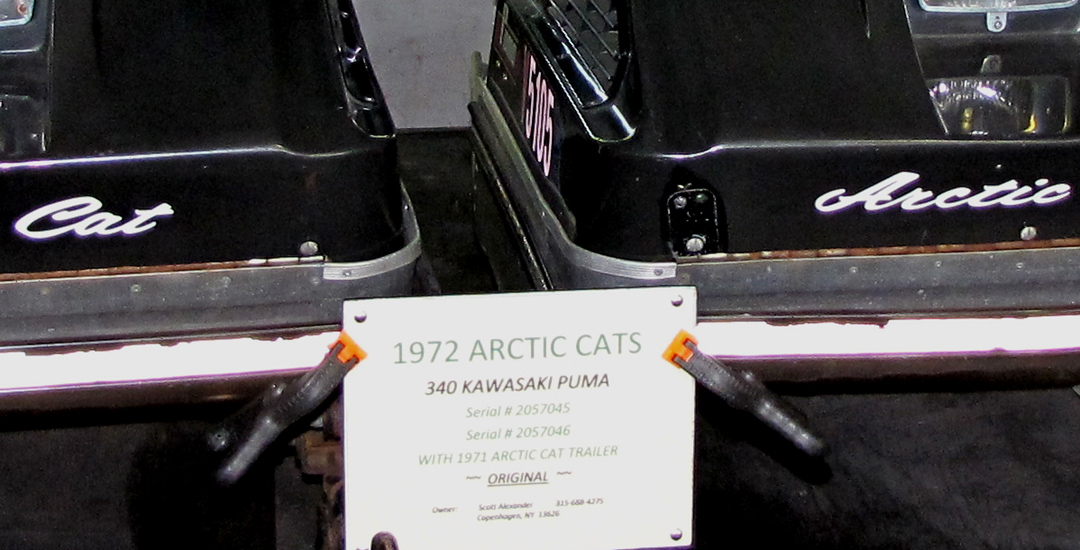 Cat
5105
Arctic
1972 ARCTIC CATS
340 KAWASAKI PUMA
Serial # 2057045
Serial # 2057046
WITH 1971 ARCTIC CAT TRAILER
~~ ORIGINAL ~~
Owner: Scott Alexander 315-688-4275
Copenhagen, NY 13626